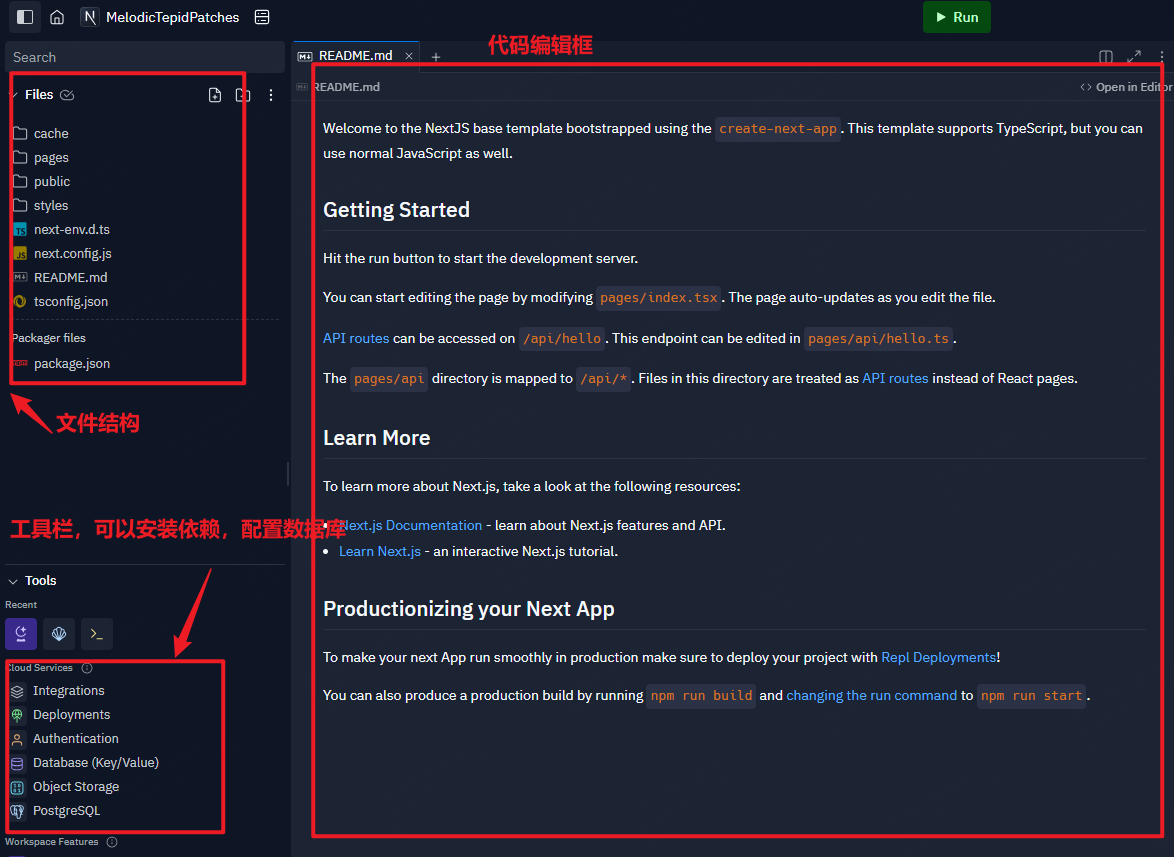 MelodicTepidPatches
Run
Search
Files
cache
pages
public
styles
next-env.d.ts
next.config.js
README.md
tsconfig.json
Packager files
package.json
文件结构
工具栏，可以安装依赖，配置数据库
Tools
Recent
Cloud Services
Integrations
Deployments
Authentication
Database (Key/Value)
Object Storage
PostgreSQL
Workspace Features
README.md
代码编辑框
README.md
Open in Editor
Welcome to the NextJS base template bootstrapped using the create-next-app. This template supports TypeScript, but you can
use normal JavaScript as well.
Getting Started
Hit the run button to start the development server.
You can start editing the page by modifying pages/index.tsx. The page auto-updates as you edit the file.
API routes can be accessed on /api/hello. This endpoint can be edited in pages/api/hello.ts.
The pages/api directory is mapped to /api/*. Files in this directory are treated as API routes instead of React pages.
Learn More
To learn more about Next.js, take a look at the following resources:
Next.js Documentation - learn about Next.js features and API.
Learn Next.js - an interactive Next.js tutorial.
Productionizing your Next App
To make your next App run smoothly in production make sure to deploy your project with Repl Deployments!
You can also produce a production build by running npm run build and changing the run command to npm run start.